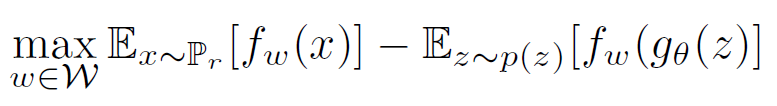 max_{w∈𝒲} 𝔼_{x∼ℙ_r}[f_w(x)] − 𝔼_{z∼p(z)}[f_w(g_θ(z)]